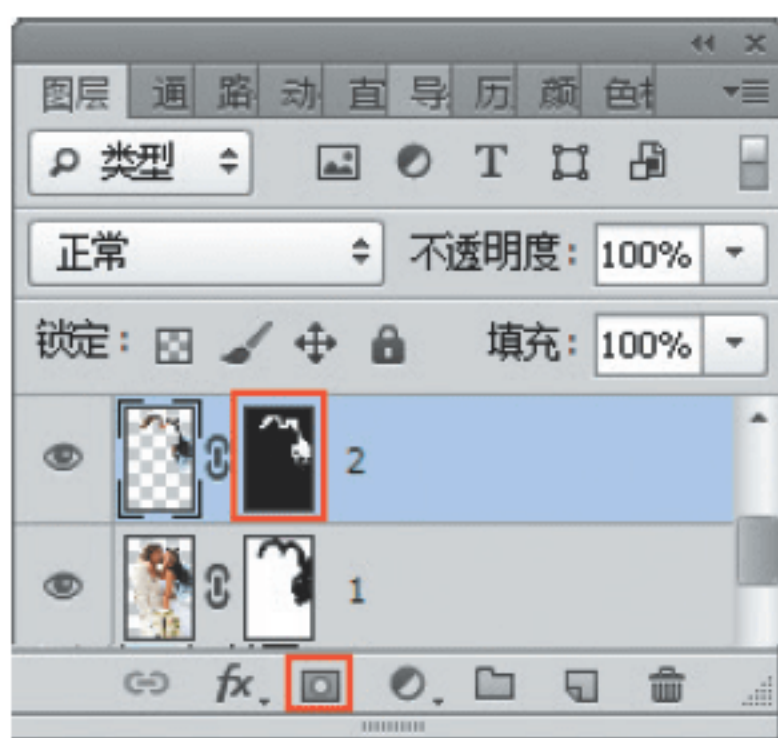 图层 通 路 动 直 导 历 颜 色
类型 T
正常 不透明度: 100%
锁定: 填充: 100%
2
1
fx